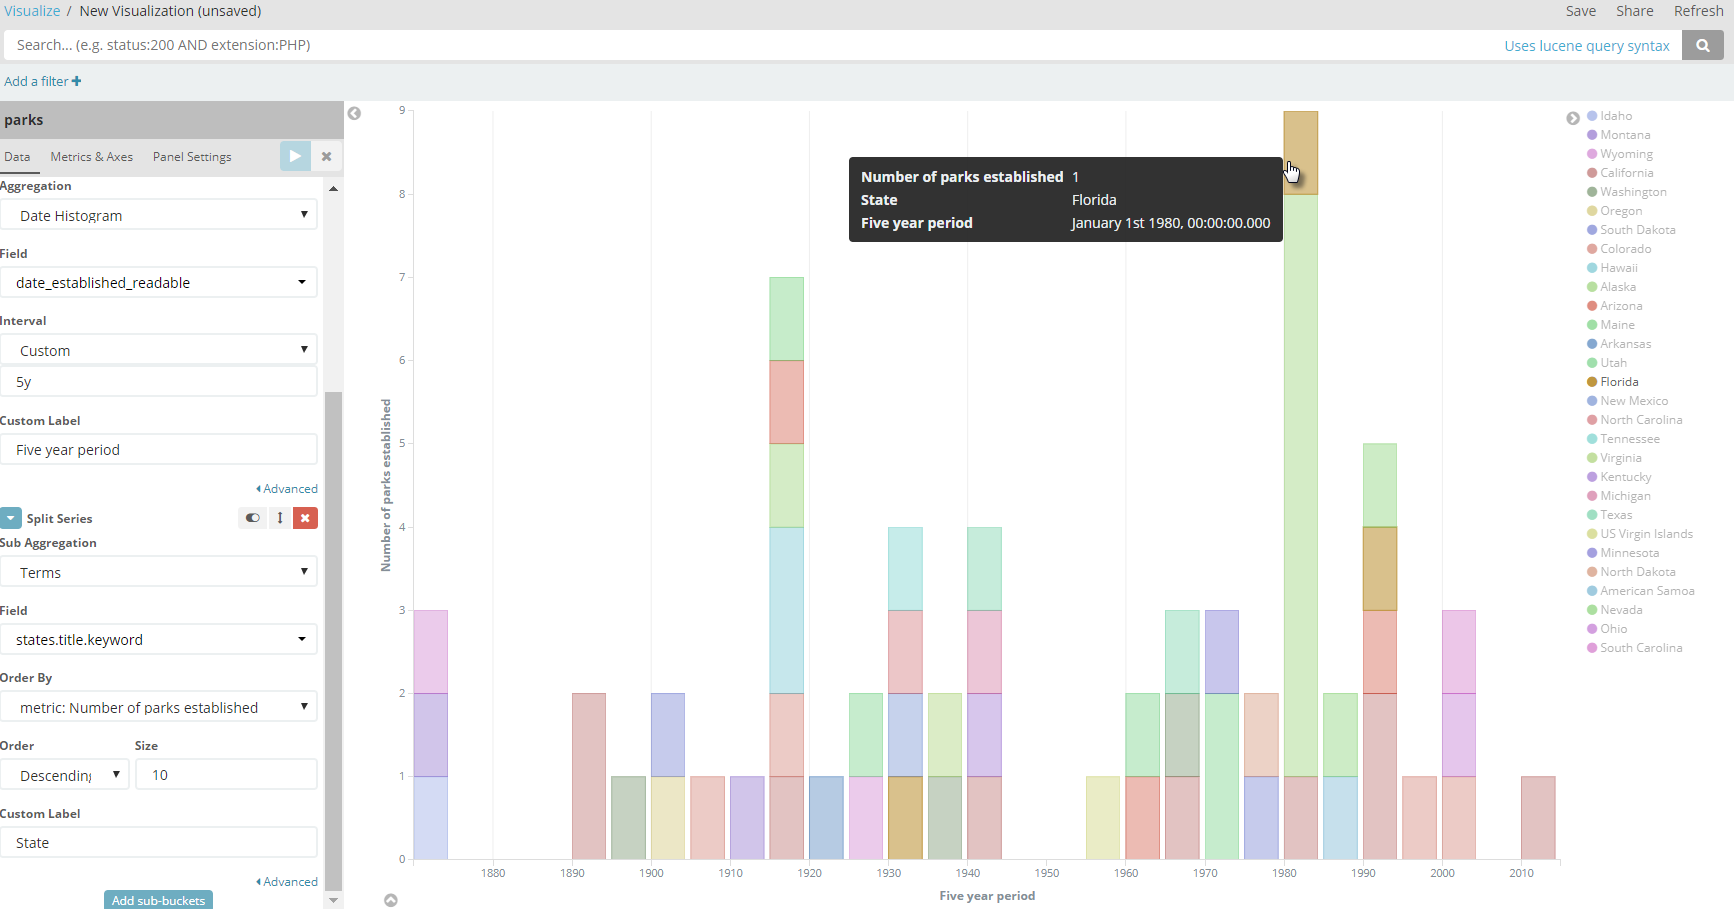 Visualize / New Visualization (unsaved)
Save Share Refresh
Search... (e.g. status:200 AND extension:PHP)
Uses lucene query syntax
Add a filter +
parks
Data Metrics & Axes Panel Settings
Aggregation
Date Histogram
Field
date_established_readable
Interval
Custom
5y
Custom Label
Five year period
Advanced
Split Series
Sub Aggregation
Terms
Field
states.title.keyword
Order By
metric: Number of parks established
Order Size
Descending 10
Custom Label
State
Advanced
Add sub-buckets
Number of parks established
9
8
7
6
5
4
3
2
1
0
1880 1890 1900 1910 1920 1930 1940 1950 1960 1970 1980 1990 2000 2010
Five year period
Number of parks established 1
State Florida
Five year period January 1st 1980, 00:00:00.000
Idaho
Montana
Wyoming
California
Washington
Oregon
South Dakota
Colorado
Hawaii
Alaska
Arizona
Maine
Arkansas
Utah
Florida
New Mexico
North Carolina
Tennessee
Virginia
Kentucky
Michigan
Texas
US Virgin Islands
Minnesota
North Dakota
American Samoa
Nevada
Ohio
South Carolina